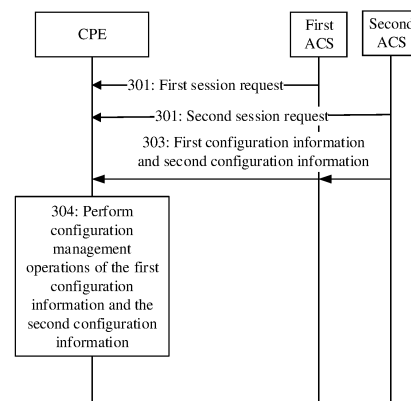 CPE
First
ACS
Second
ACS
301: First session request
301: Second session request
303: First configuration information
and second configuration information
304: Perform
configuration
management
operations of the first
configuration
information and the
second configuration
information